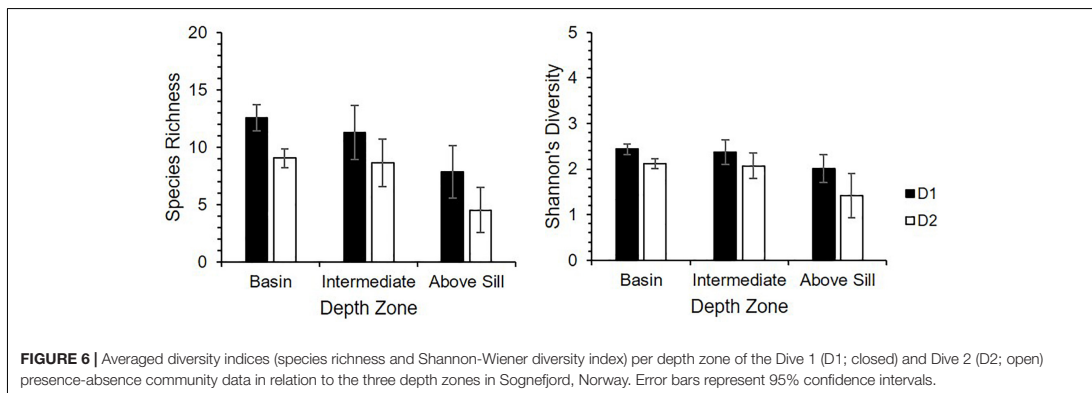 20
15
10
5
0
Species Richness
Basin Intermediate Above Sill
Depth Zone
5
4
3
2
1
0
Shannon's Diversity
Basin Intermediate Above Sill
Depth Zone
D1
D2
FIGURE 6 | Averaged diversity indices (species richness and Shannon-Wiener diversity index) per depth zone of the Dive 1 (D1; closed) and Dive 2 (D2; open)
presence-absence community data in relation to the three depth zones in Sognefjord, Norway. Error bars represent 95% confidence intervals.